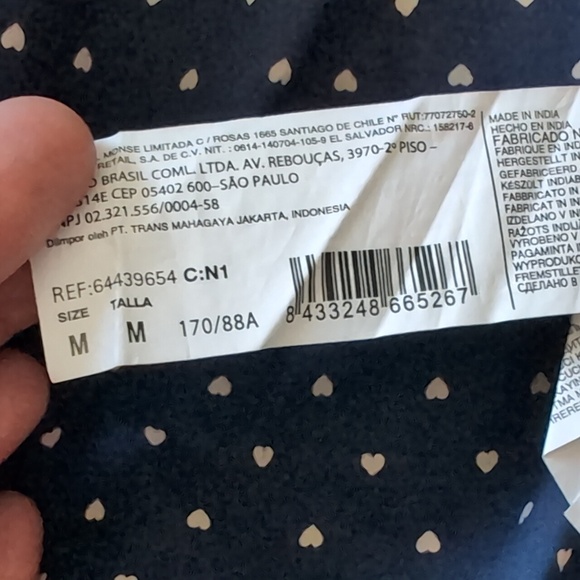 MONSE LIMITADA C / ROSAS 1665 SANTIAGO DE CHILE Nº RUT:77072750-2
RETAIL, S.A. DE C.V. NIT. : 0614-140704-105-9 EL SALVADOR NRC.: 158217-6
BRASIL COML. LTDA. AV. REBOUÇAS, 3970-2º PISO –
14E CEP 05402 600–SÃO PAULO
02.321.556/0004-58
Diimpor oleh PT. TRANS MAHAGAYA JAKARTA, INDONESIA
REF:64439654 C:N1
SIZE TALLA
M M 170/88A
8 433248 665267
MADE IN INDIA
HECHO EN INDIA
FABRICADO
FABRIQUE EN IND
HERGESTELLT IN
GEFABRICEERD
KÉSZÜLT INDIÁB
FABBRICATO IN
FABRICAT IN IN
IZDELANO V IN
RAŽOTS INDI
VYROBENO V
PAGAMINTA
WYPRODUKO
FREMSTILLE
СДЕЛАНО В